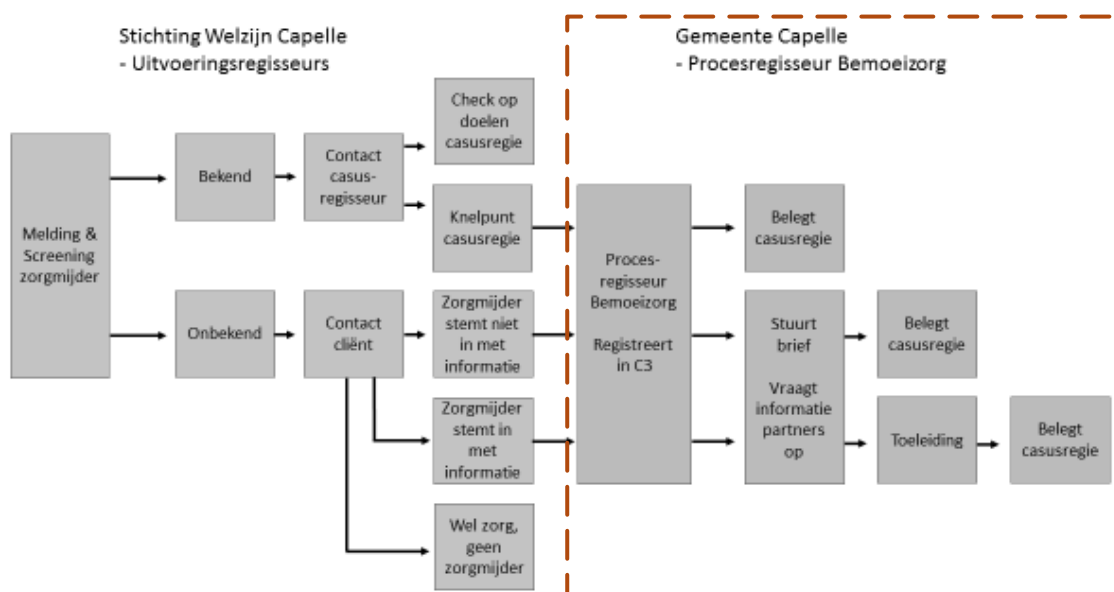 Stichting Welzijn Capelle
- Uitvoeringsregisseurs
Gemeente Capelle
- Procesregisseur Bemoeizorg
Melding &
Screening
zorgmijder
Bekend
Contact
casus-
regisseur
Check op
doelen
casusregie
Knelpunt
casusregie
Onbekend
Contact
cliënt
Zorgmijder
stemt niet
in met
informatie
Zorgmijder
stemt in
met
informatie
Wel zorg,
geen
zorgmijder
Proces-
regisseur
Bemoeizorg
Registreert
in C3
Belegt
casusregie
Stuurt
brief
Vraagt
informatie
partners
op
Belegt
casusregie
Toeleiding
Belegt
casusregie